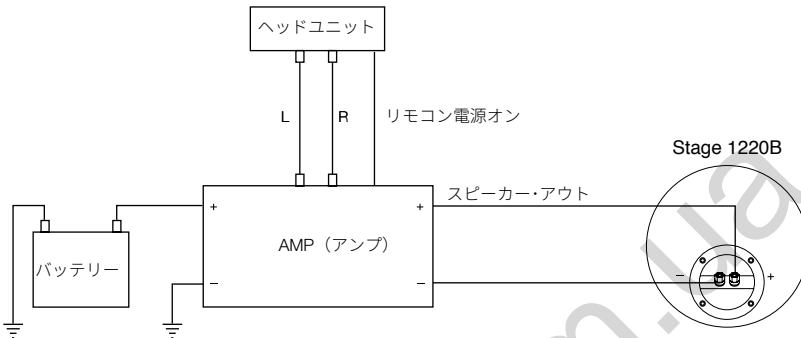 ヘッドユニット
L
R
リモコン電源オン
Stage 1220B
スピーカー・アウト
+
+
AMP（アンプ）
バッテリー
−
−
−
+
m.ua